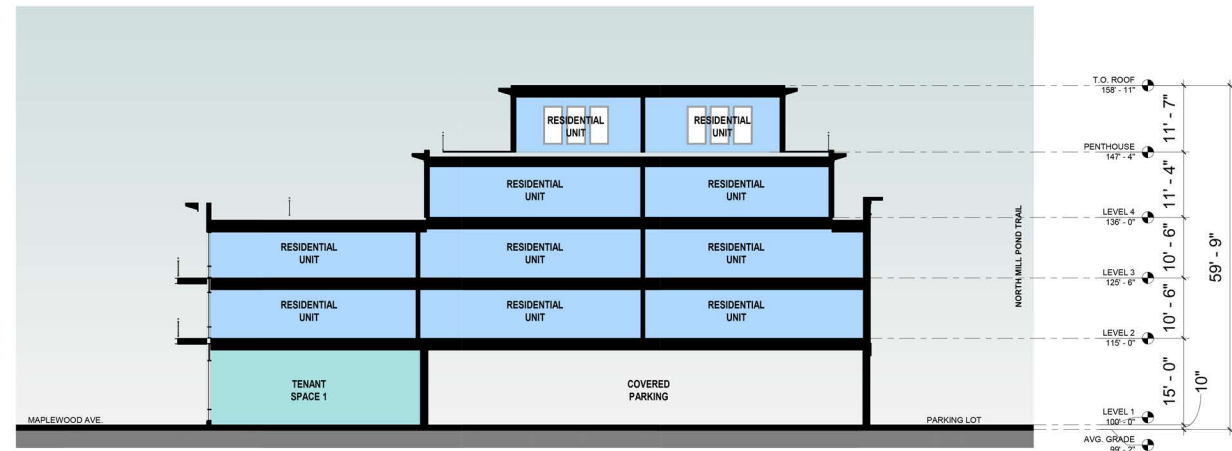 T.O. ROOF
158' - 11"
11' - 7"
RESIDENTIAL
UNIT
RESIDENTIAL
UNIT
PENTHOUSE
147' - 4"
11' - 4"
RESIDENTIAL
UNIT
RESIDENTIAL
UNIT
LEVEL 4
136' - 0"
NORTH MILL POND TRAIL
10' - 6"
59' - 9"
RESIDENTIAL
UNIT
RESIDENTIAL
UNIT
RESIDENTIAL
UNIT
LEVEL 3
125' - 6"
10' - 6"
RESIDENTIAL
UNIT
RESIDENTIAL
UNIT
RESIDENTIAL
UNIT
LEVEL 2
115' - 0"
15' - 0"
10"
TENANT
SPACE 1
COVERED
PARKING
MAPLEWOOD AVE.
PARKING LOT
LEVEL 1
100' - 0"
AVG. GRADE
99' - 2"